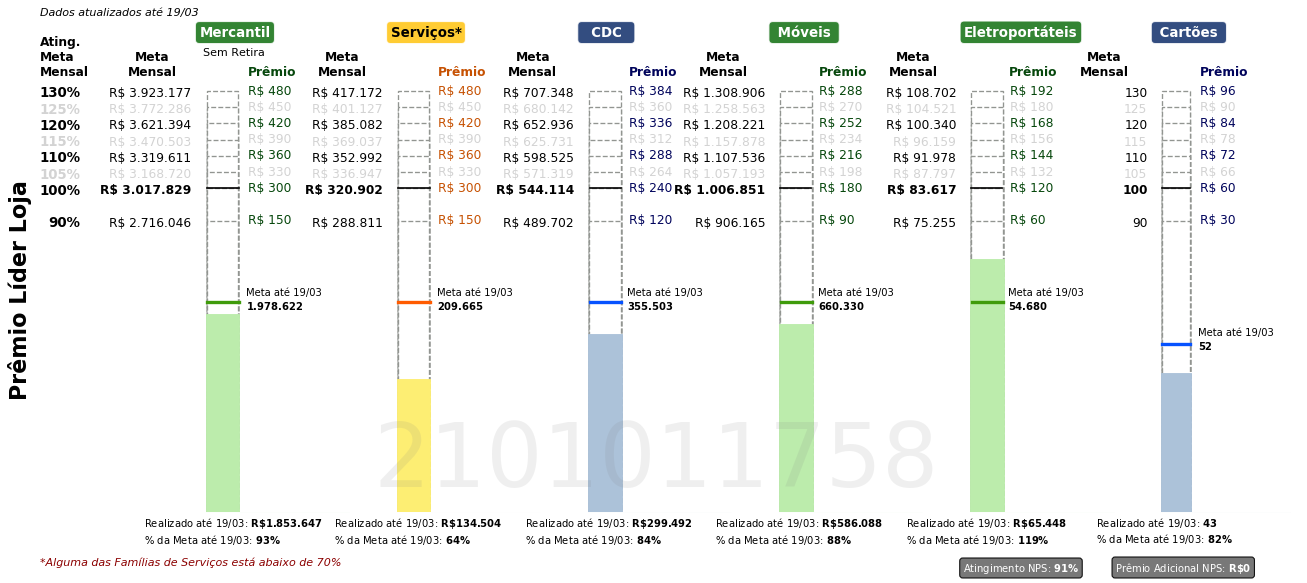 Dados atualizados até 19/03
Mercantil Serviços* CDC Móveis Eletroportáteis Cartões
Sem Retira
Ating. Meta Mensal Meta Mensal Prêmio Meta Mensal Prêmio Meta Mensal Prêmio Meta Mensal Prêmio Meta Mensal Prêmio Meta Mensal Prêmio
130% R$ 3.923.177 R$ 480 R$ 417.172 R$ 480 R$ 707.348 R$ 384 R$ 1.308.906 R$ 288 R$ 108.702 R$ 192 130 R$ 96
125% R$ 3.772.286 R$ 450 R$ 401.127 R$ 450 R$ 680.142 R$ 360 R$ 1.258.563 R$ 270 R$ 104.521 R$ 180 125 R$ 90
120% R$ 3.621.394 R$ 420 R$ 385.082 R$ 420 R$ 652.936 R$ 336 R$ 1.208.221 R$ 252 R$ 100.340 R$ 168 120 R$ 84
115% R$ 3.470.503 R$ 390 R$ 369.037 R$ 390 R$ 625.731 R$ 312 R$ 1.157.878 R$ 234 R$ 96.159 R$ 156 115 R$ 78
110% R$ 3.319.611 R$ 360 R$ 352.992 R$ 360 R$ 598.525 R$ 288 R$ 1.107.536 R$ 216 R$ 91.978 R$ 144 110 R$ 72
105% R$ 3.168.720 R$ 330 R$ 336.947 R$ 330 R$ 571.319 R$ 264 R$ 1.057.193 R$ 198 R$ 87.797 R$ 132 105 R$ 66
100% R$ 3.017.829 R$ 300 R$ 320.902 R$ 300 R$ 544.114 R$ 240 R$ 1.006.851 R$ 180 R$ 83.617 R$ 120 100 R$ 60
90% R$ 2.716.046 R$ 150 R$ 288.811 R$ 150 R$ 489.702 R$ 120 R$ 906.165 R$ 90 R$ 75.255 R$ 60 90 R$ 30
Prêmio Líder Loja
Meta até 19/03 Meta até 19/03 Meta até 19/03 Meta até 19/03 Meta até 19/03
1.978.622 209.665 355.503 660.330 54.680
Meta até 19/03
52
2101011758
Realizado até 19/03: R$1.853.647 Realizado até 19/03: R$134.504 Realizado até 19/03: R$299.492 Realizado até 19/03: R$586.088 Realizado até 19/03: R$65.448 Realizado até 19/03: 43
% da Meta até 19/03: 93% % da Meta até 19/03: 64% % da Meta até 19/03: 84% % da Meta até 19/03: 88% % da Meta até 19/03: 119% % da Meta até 19/03: 82%
*Alguma das Famílias de Serviços está abaixo de 70%
Atingimento NPS: 91% Prêmio Adicional NPS: R$0